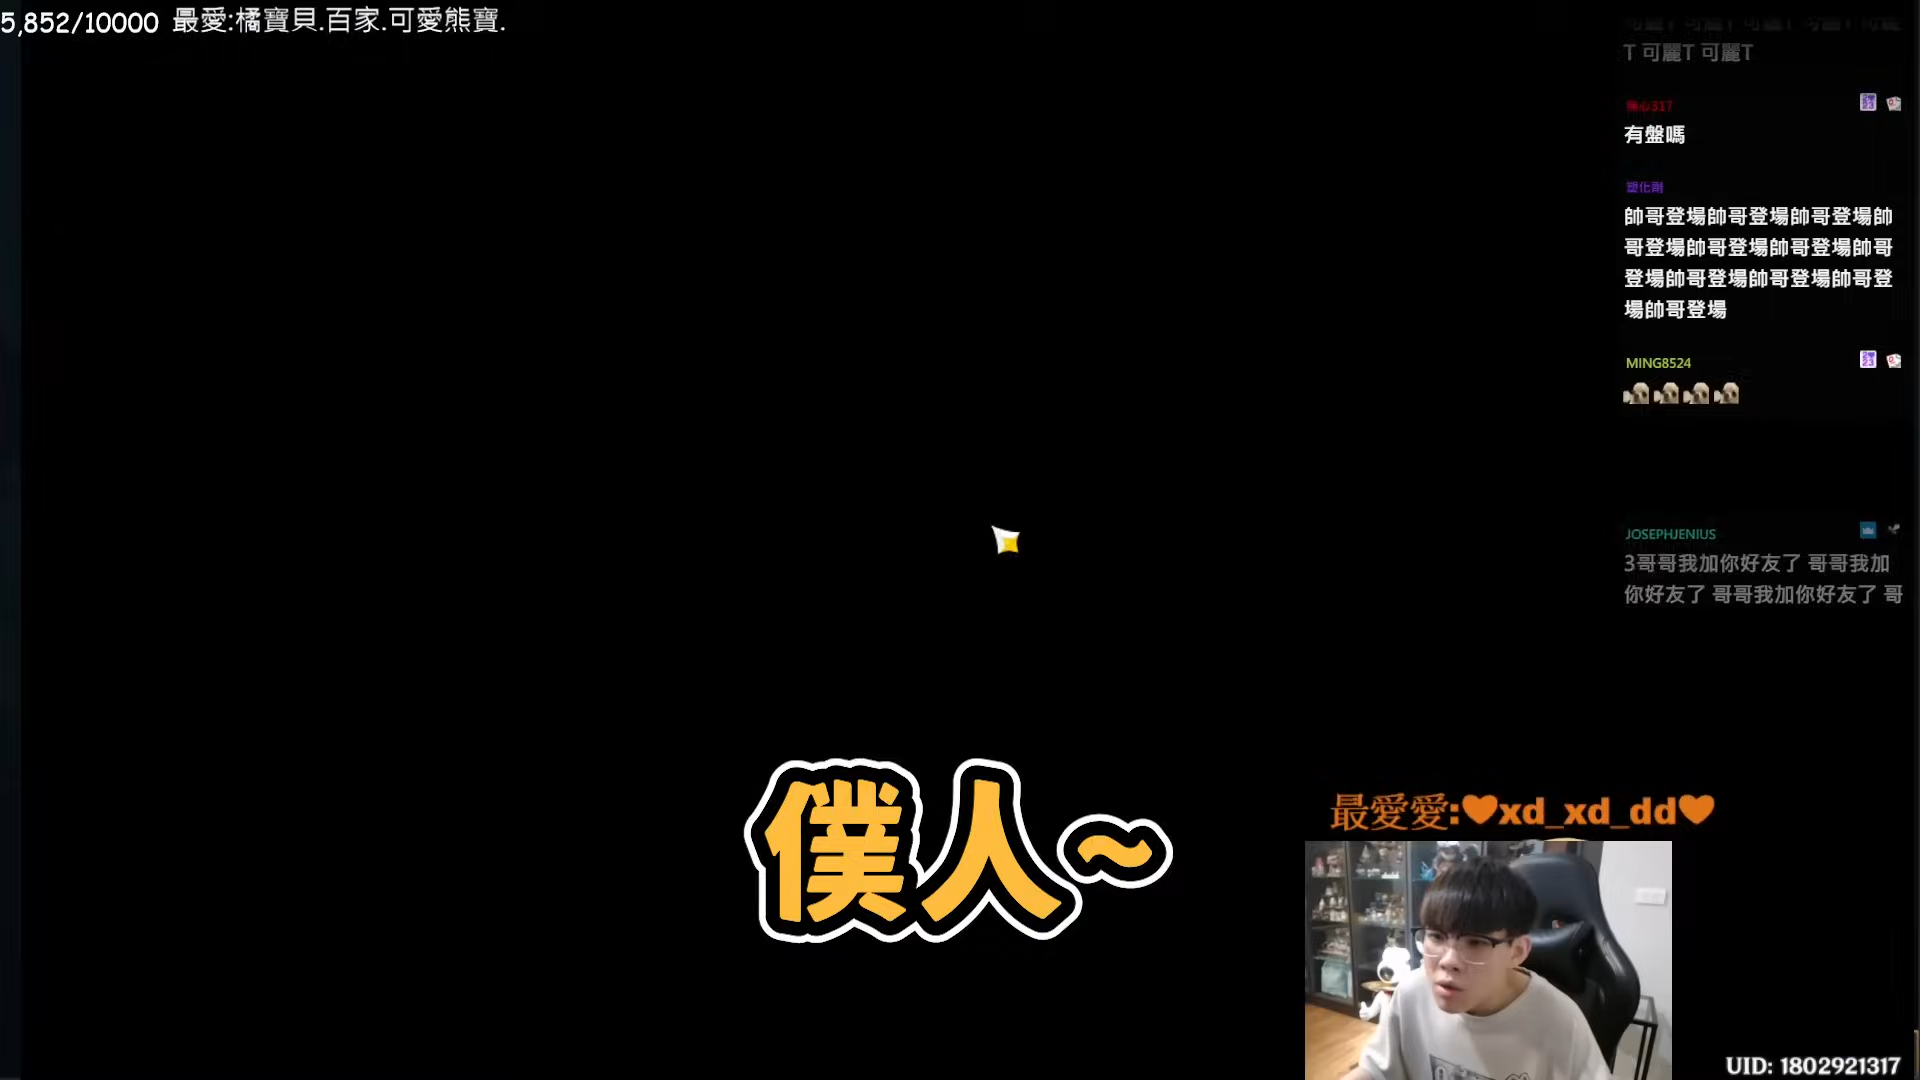 5,852/10000 最愛:橘寶貝.百家.可愛熊寶.
T 可麗T 可麗T
有盤嗎
塑化劑
帥哥登場帥哥登場帥哥登場帥
哥登場帥哥登場帥哥登場帥哥
登場帥哥登場帥哥登場帥哥登
場帥哥登場
MING8524
JOSEPHJENIUS
3哥哥我加你好友了 哥哥我加
你好友了 哥哥我加你好友了 哥
僕人~
最愛愛:♥xd_xd_dd♥
UID: 1802921317